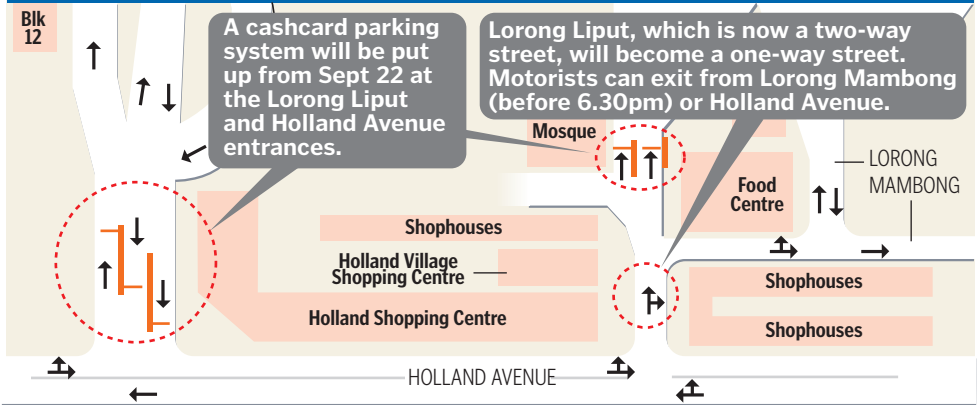 Blk
12
A cashcard parking
system will be put
up from Sept 22 at
the Lorong Liput
and Holland Avenue
entrances.
Lorong Liput, which is now a two-way
street, will become a one-way street.
Motorists can exit from Lorong Mambong
(before 6.30pm) or Holland Avenue.
Mosque
Food
Centre
LORONG
MAMBONG
Shophouses
Holland Village
Shopping Centre
Holland Shopping Centre
Shophouses
Shophouses
HOLLAND AVENUE